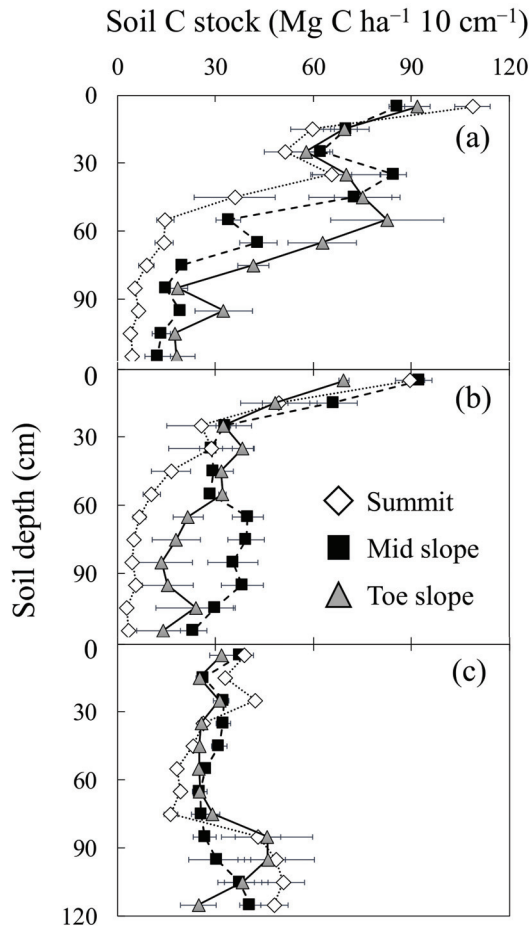 Soil C stock (Mg C ha⁻¹ 10 cm⁻¹)
0 30 60 90 120
0
30
60
90
(a)
0
30
60
90
(b)
Summit
Mid slope
Toe slope
Soil depth (cm)
0
30
60
90
120
(c)